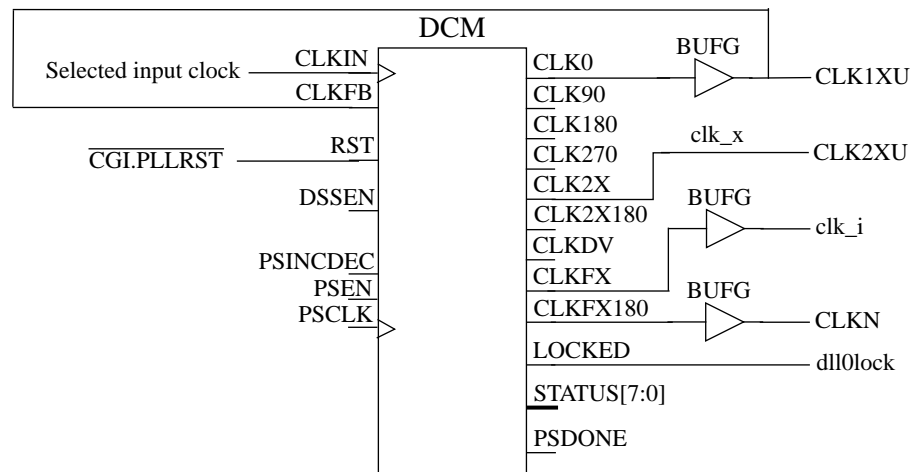 DCM
Selected input clock
CLKIN
CLKFB
CGI.PLLRST
RST
DSSEN
PSINCDEC
PSEN
PSCLK
CLK0
BUFG
CLK1XU
CLK90
CLK180
CLK270
clk_x
CLK2X
CLK2XU
CLK2X180
BUFG
clk_i
CLKDV
CLKFX
CLKFX180
BUFG
CLKN
LOCKED
dll0lock
STATUS[7:0]
PSDONE